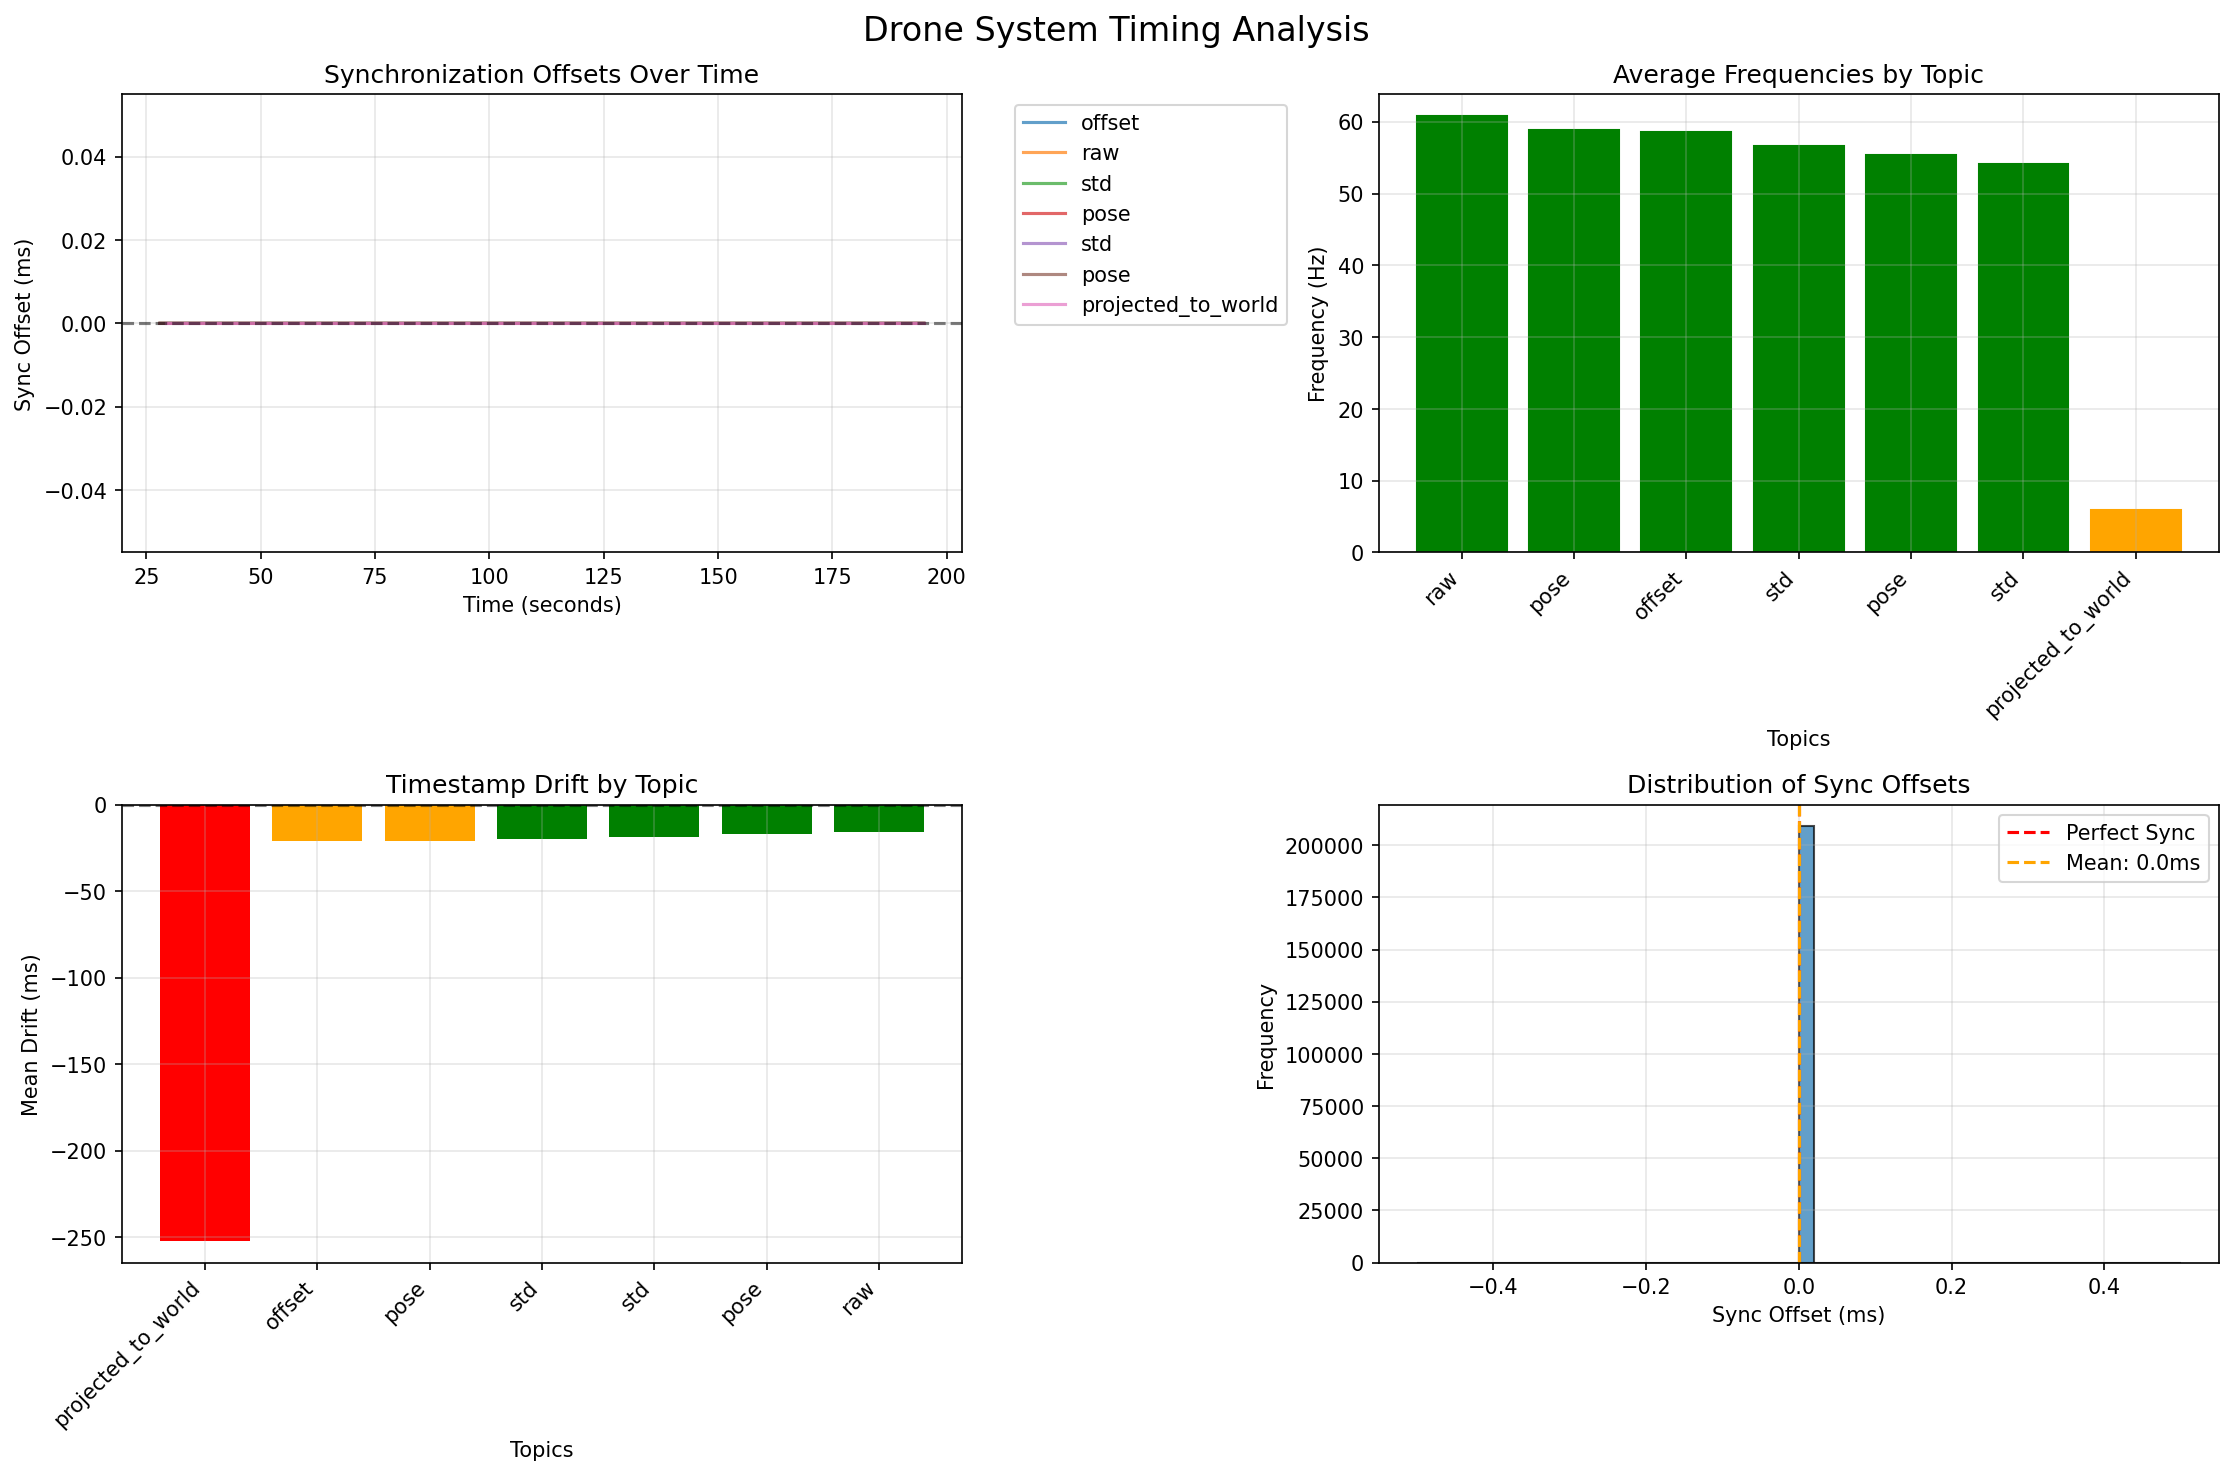 Drone System Timing Analysis
Synchronization Offsets Over Time
Sync Offset (ms)
0.04
0.02
0.00
−0.02
−0.04
25 50 75 100 125 150 175 200
Time (seconds)
offset
raw
std
pose
std
pose
projected_to_world
Average Frequencies by Topic
Frequency (Hz)
60
50
40
30
20
10
0
raw
pose
offset
std
pose
std
projected_to_world
Topics
Timestamp Drift by Topic
Mean Drift (ms)
0
−50
−100
−150
−200
−250
projected_to_world
offset
pose
std
std
pose
raw
Topics
Distribution of Sync Offsets
Frequency
200000
175000
150000
125000
100000
75000
50000
25000
0
−0.4 −0.2 0.0 0.2 0.4
Sync Offset (ms)
Perfect Sync
Mean: 0.0ms